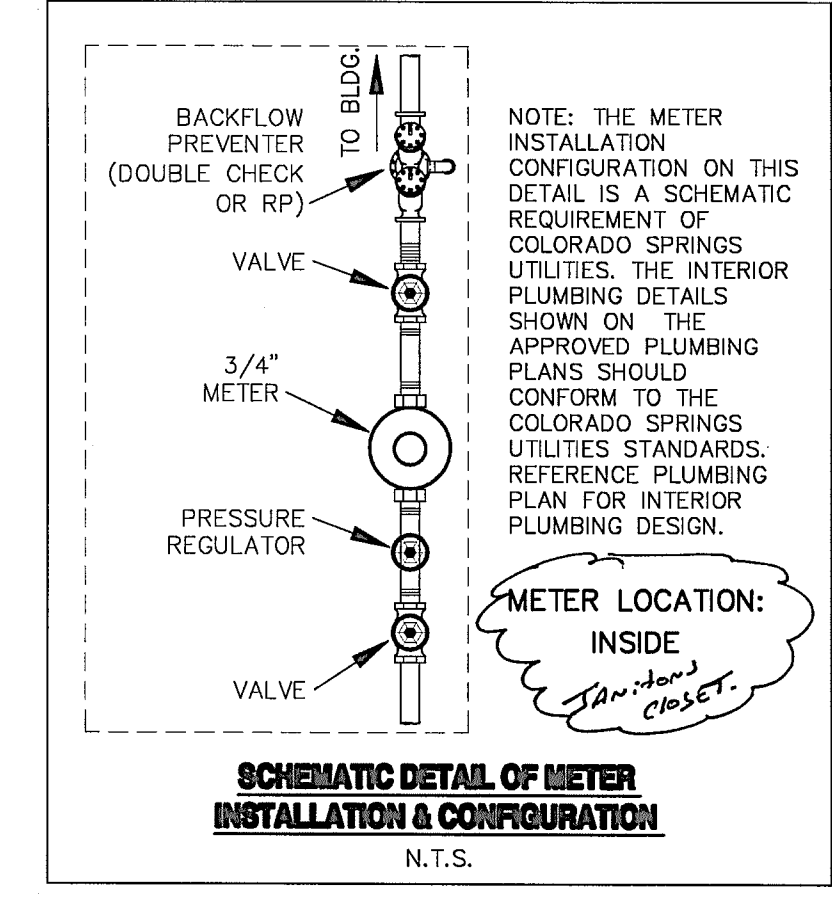 TO BLDG.
BACKFLOW
PREVENTER
(DOUBLE CHECK
OR RP)
VALVE
3/4"
METER
PRESSURE
REGULATOR
VALVE
NOTE: THE METER
INSTALLATION
CONFIGURATION ON THIS
DETAIL IS A SCHEMATIC
REQUIREMENT OF
COLORADO SPRINGS
UTILITIES. THE INTERIOR
PLUMBING DETAILS
SHOWN ON THE
APPROVED PLUMBING
PLANS SHOULD
CONFORM TO THE
COLORADO SPRINGS
UTILITIES STANDARDS.
REFERENCE PLUMBING
PLAN FOR INTERIOR
PLUMBING DESIGN.
METER LOCATION:
INSIDE
JANitors
CloSET.
SCHEMATIC DETAIL OF METER
INSTALLATION & CONFIGURATION
N.T.S.